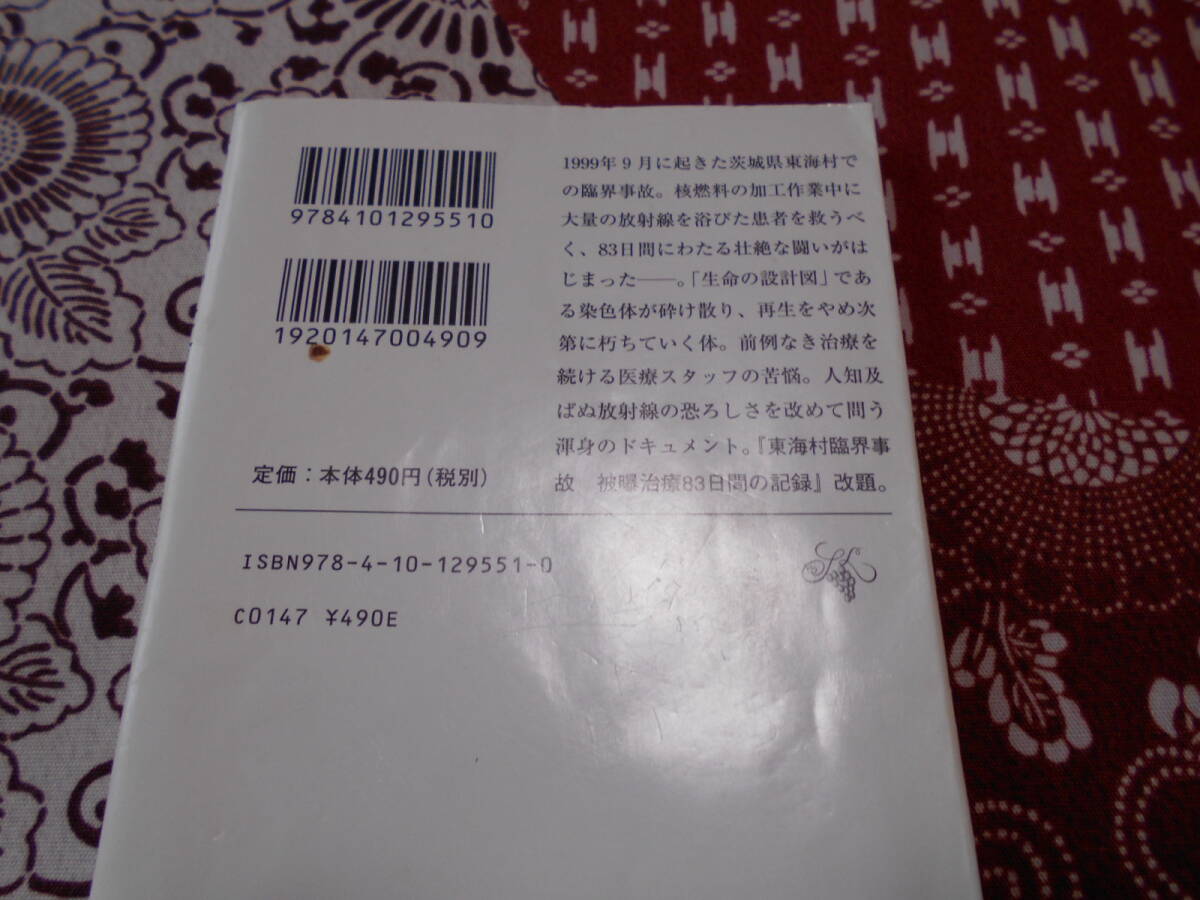 9784101295510
1920147004909
定価：本体490円（税別）
1999年9月に起きた茨城県東海村で
の臨界事故。核燃料の加工作業中に
大量の放射線を浴びた患者を救うべ
く、83日間にわたる壮絶な闘いがは
じまった――。「生命の設計図」であ
る染色体が砕け散り、再生をやめ次
第に朽ちていく体。前例なき治療を
続ける医療スタッフの苦悩。人知及
ばぬ放射線の恐ろしさを改めて問う
渾身のドキュメント。『東海村臨界事
故　被曝治療83日間の記録』改題。
ISBN978-4-10-129551-0
C0147 ¥490E